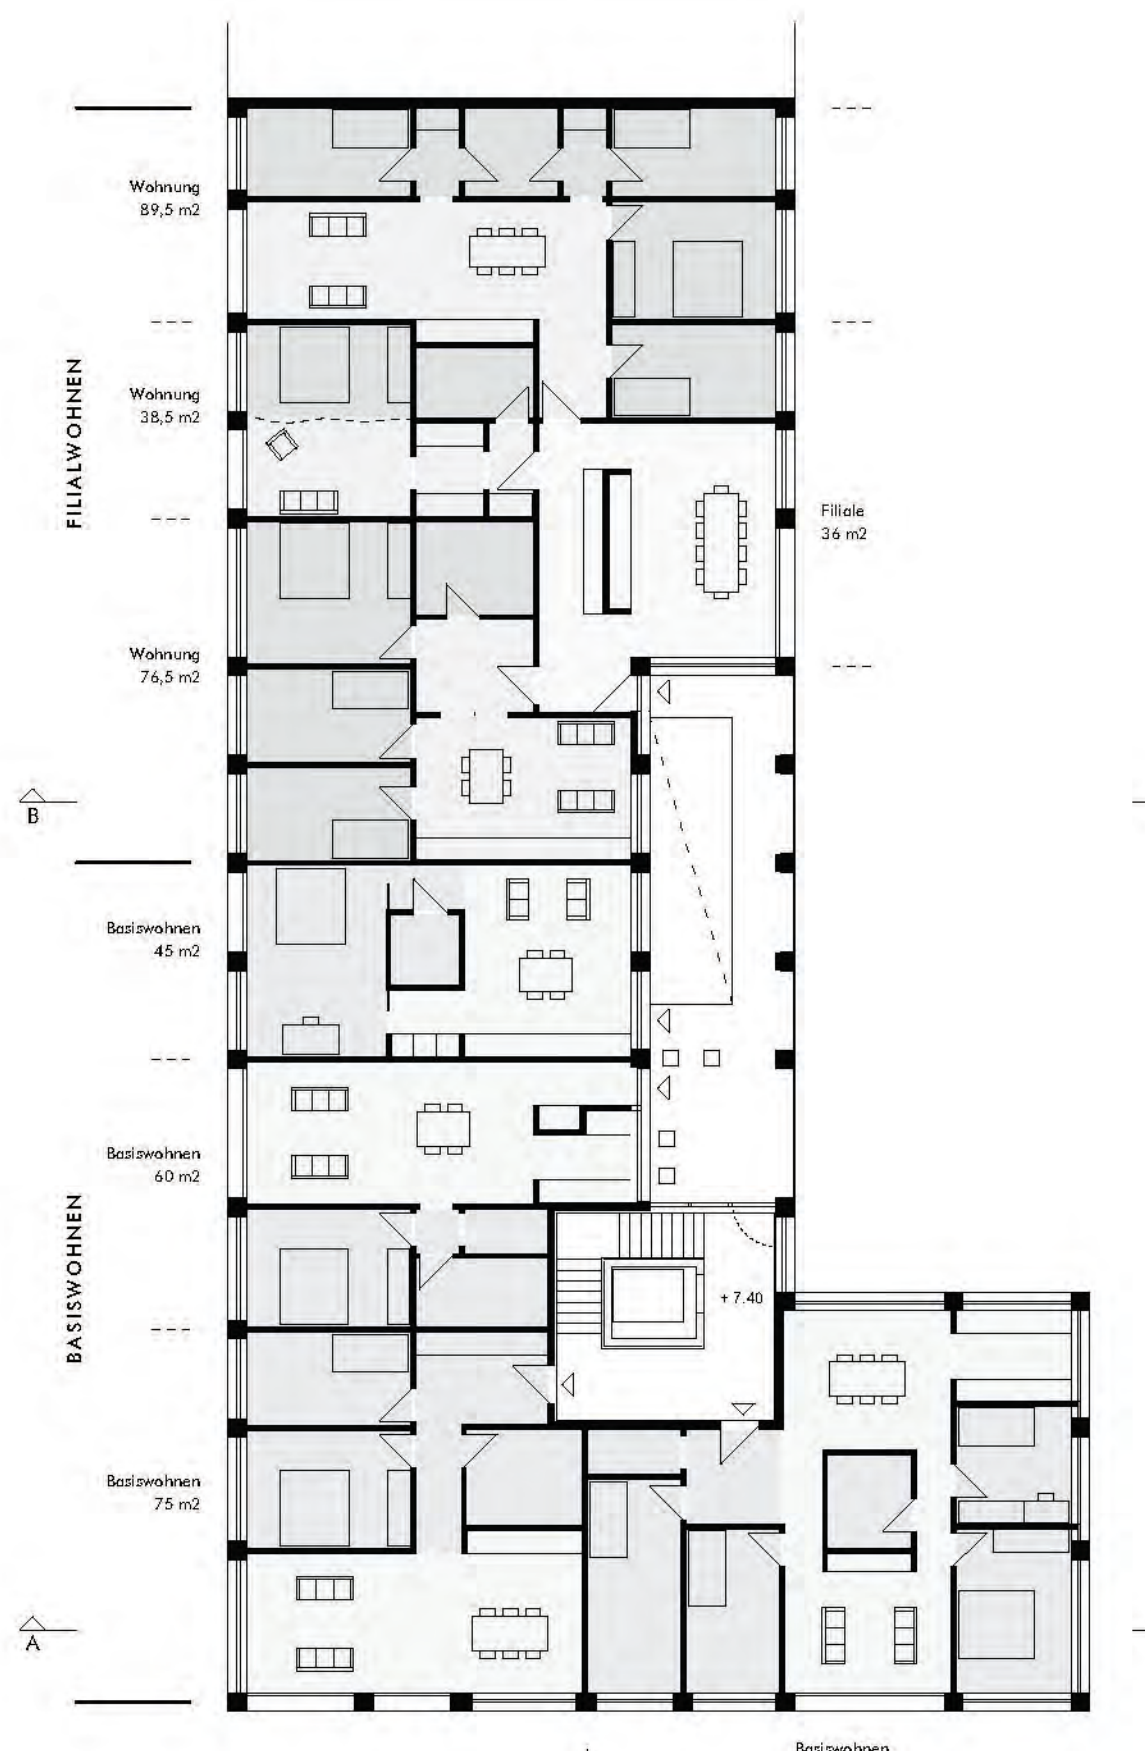 Wohnung
89,5 m2
FILIALWOHNEN
Wohnung
38,5 m2
Filiale
36 m2
Wohnung
76,5 m2
B
Basiswohnen
45 m2
Basiswohnen
60 m2
BASISWOHNEN
+ 7.40
Basiswohnen
75 m2
A
Basiswohnen